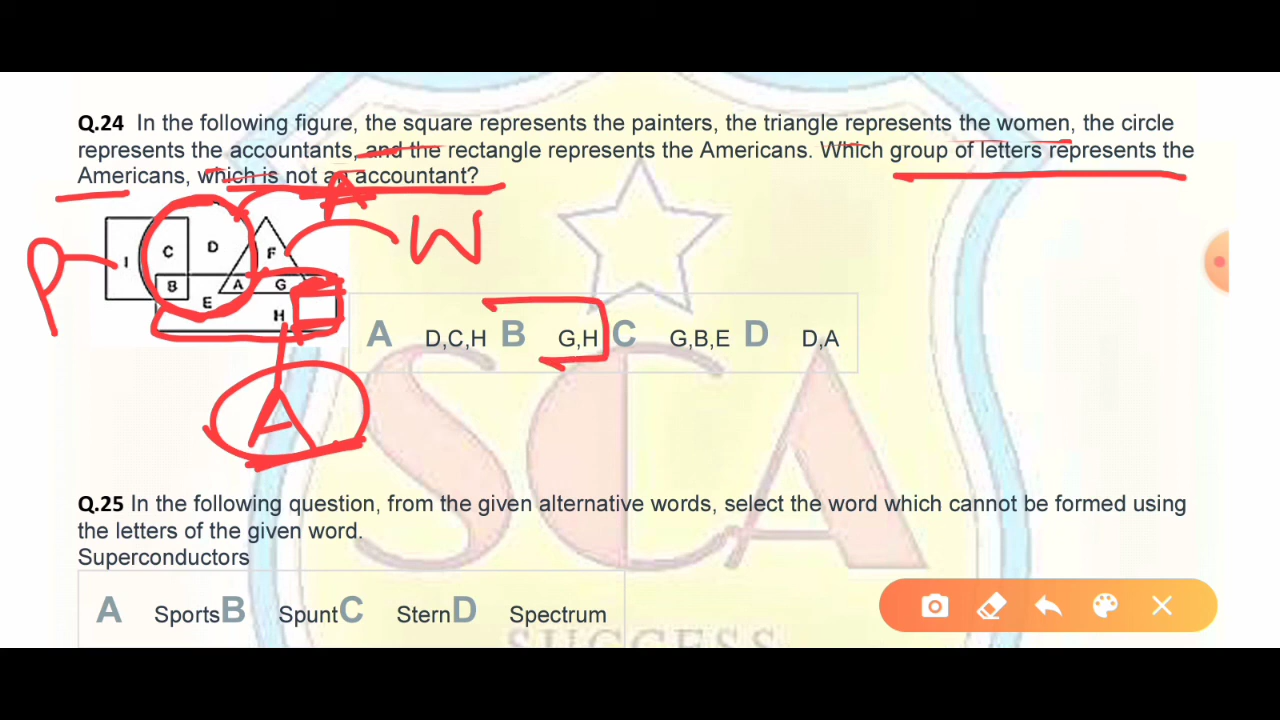 Q.24 In the following figure, the square represents the painters, the triangle represents the women, the circle
represents the accountants, and the rectangle represents the Americans. Which group of letters represents the
Americans, which is not an accountant?
A
P I C D F W
B A G
E
H
A D,C,H B G,H C G,B,E D D,A
A
SCA
Q.25 In the following question, from the given alternative words, select the word which cannot be formed using
the letters of the given word.
Superconductors
A Sports B Spunt C Stern D Spectrum
SUCCESS